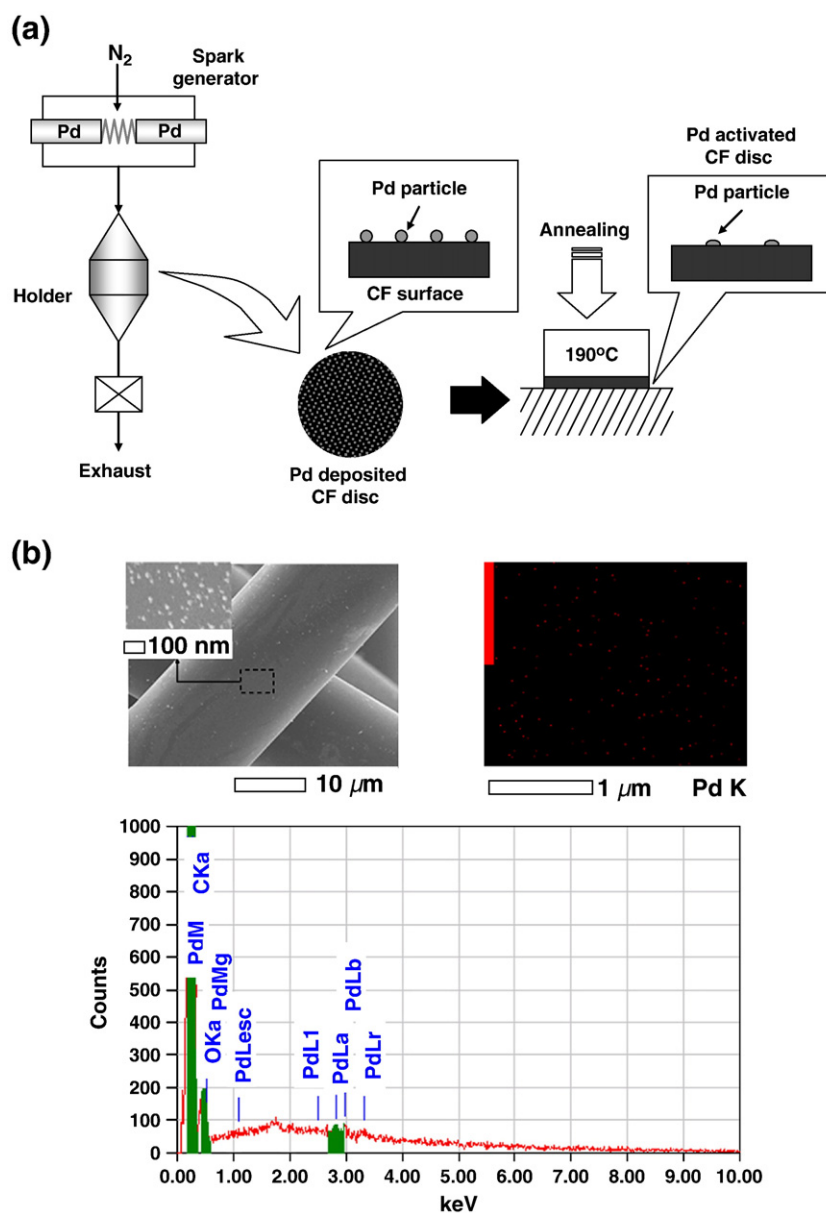 (a)
N2
Spark
generator
Pd
Pd
Holder
Exhaust
Pd particle
CF surface
Pd deposited
CF disc
Annealing
190ºC
Pd activated
CF disc
Pd particle
(b)
100 nm
10 µm
1 µm
Pd K
Counts
1000
900
800
700
600
500
400
300
200
100
0
CKa
PdM
OKa
PdMg
PdLesc
PdL1
PdLa
PdLb
PdLr
0.00 1.00 2.00 3.00 4.00 5.00 6.00 7.00 8.00 9.00 10.00
keV